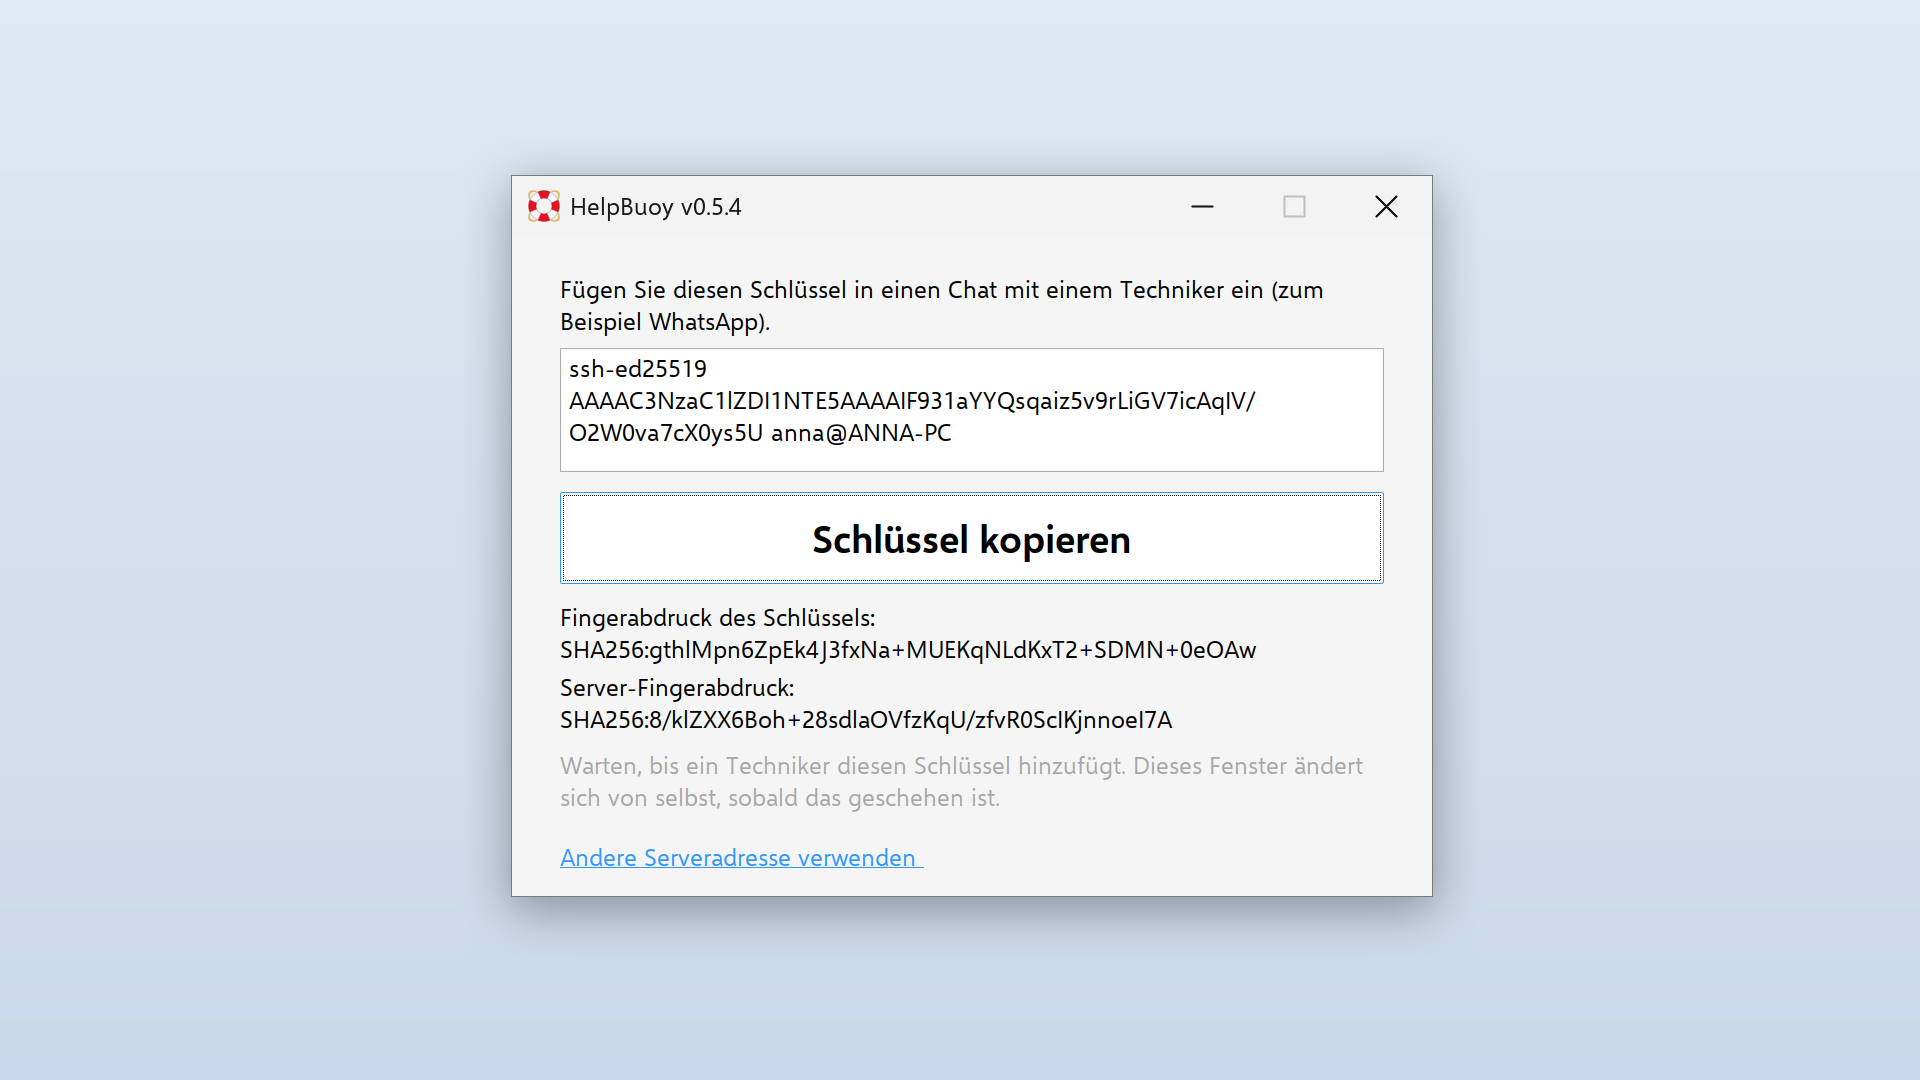 HelpBuoy v0.5.4
Fügen Sie diesen Schlüssel in einen Chat mit einem Techniker ein (zum
Beispiel WhatsApp).
ssh-ed25519
AAAAC3NzaC1lZDI1NTE5AAAAIF931aYYQsqaiz5v9rLiGV7icAqIV/
O2W0va7cX0ys5U anna@ANNA-PC
Schlüssel kopieren
Fingerabdruck des Schlüssels:
SHA256:gthlMpn6ZpEk4J3fxNa+MUEKqNLdKxT2+SDMN+0eOAw
Server-Fingerabdruck:
SHA256:8/klZXX6Boh+28sdlaOVfzKqU/zfvR0ScIKjnnoeI7A
Warten, bis ein Techniker diesen Schlüssel hinzufügt. Dieses Fenster ändert
sich von selbst, sobald das geschehen ist.
Andere Serveradresse verwenden